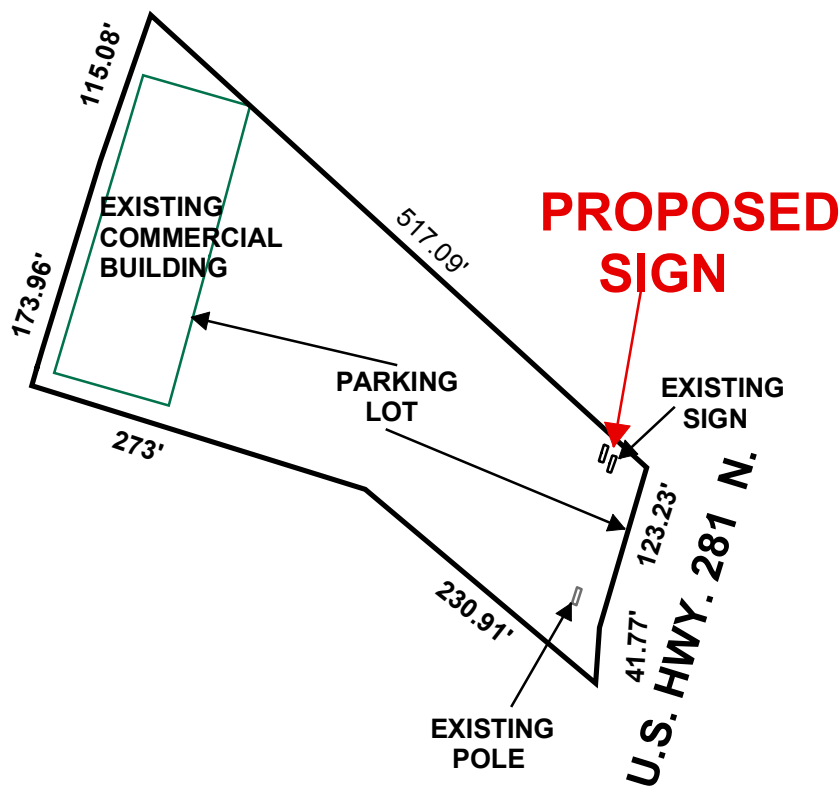 115.08'
EXISTING
COMMERCIAL
BUILDING
173.96'
273'
517.09'
PROPOSED
SIGN
PARKING
LOT
EXISTING
SIGN
123.23'
U.S. HWY. 281 N.
41.77'
230.91'
EXISTING
POLE